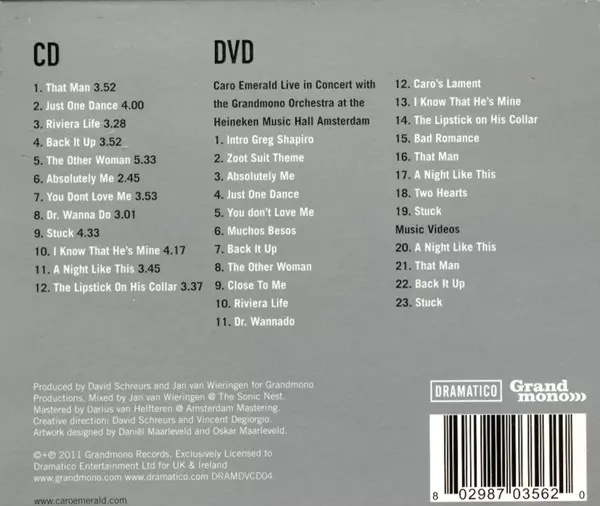 CD
1. That Man 3.52
2. Just One Dance 4.00
3. Riviera Life 3.28
4. Back It Up 3.52
5. The Other Woman 5.33
6. Absolutely Me 2.45
7. You Dont Love Me 3.53
8. Dr. Wanna Do 3.01
9. Stuck 4.33
10. I Know That He's Mine 4.17
11. A Night Like This 3.45
12. The Lipstick On His Collar 3.37
DVD
Caro Emerald Live in Concert with
the Grandmono Orchestra at the
Heineken Music Hall Amsterdam
1. Intro Greg Shapiro
2. Zoot Suit Theme
3. Absolutely Me
4. Just One Dance
5. You don't Love Me
6. Muchos Besos
7. Back It Up
8. The Other Woman
9. Close To Me
10. Riviera Life
11. Dr. Wannado
12. Caro's Lament
13. I Know That He's Mine
14. The Lipstick on His Collar
15. Bad Romance
16. That Man
17. A Night Like This
18. Two Hearts
19. Stuck
Music Videos
20. A Night Like This
21. That Man
22. Back It Up
23. Stuck
Produced by David Schreurs and Jan van Wieringen for Grandmono
Productions. Mixed by Jan van Wieringen @ The Sonic Nest.
Mastered by Darius van Helfteren @ Amsterdam Mastering.
Creative direction: David Schreurs and Vincent Degiorgio.
Artwork designed by Daniël Maarleveld and Oskar Maarleveld.
©+℗ 2011 Grandmono Records. Exclusively Licensed to
Dramatico Entertainment Ltd for UK & Ireland
www.grandmono.com www.dramatico.com DRAMDVCD04
www.caroemerald.com
DRAMATICO
Grand
mono)))
8 02987 03562 0